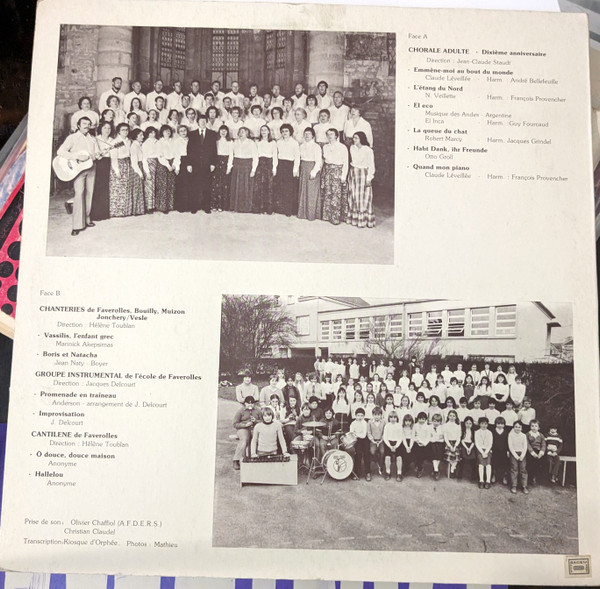 Face A
CHORALE ADULTE - Dixième anniversaire
Direction : Jean Claude Staudt
- Emmène-moi au bout du monde
Claude Léveillée - Harm. : André Bellefeuille
- L'étang du Nord
N. Veillette - Harm. : François Provencher
- El eco
Musique des Andes - Argentine
El Inca - Harm. : Guy Fournaud
- La queue du chat
Robert Marcy - Harm. Jacques Grindel
- Habt Dank, ihr Freunde
Otto Groll
- Quand mon piano
Claude Léveillée - Harm. : François Provencher
Face B
CHANTERIES de Faverolles, Bouilly, Muizon
Jonchery/Vesle
Direction : Hélène Toublan
- Vassilis, l'enfant grec
Mannick Akepsimas
- Boris et Natacha
Jean Naty - Boyer
GROUPE INSTRUMENTAL de l'école de Faverolles
Direction : Jacques Delcourt
- Promenade en traîneau
Anderson : arrangement de J. Delcourt
- Improvisation
J. Delcourt
CANTILENE de Faverolles
Direction : Hélène Toublan
- O douce, douce maison
Anonyme
- Hallelou
Anonyme
Prise de son : Olivier Chaffiol (A.F.D.E.R.S.)
Christian Claudel
Transcription : Kiosque d'Orphée. Photos : Mathieu